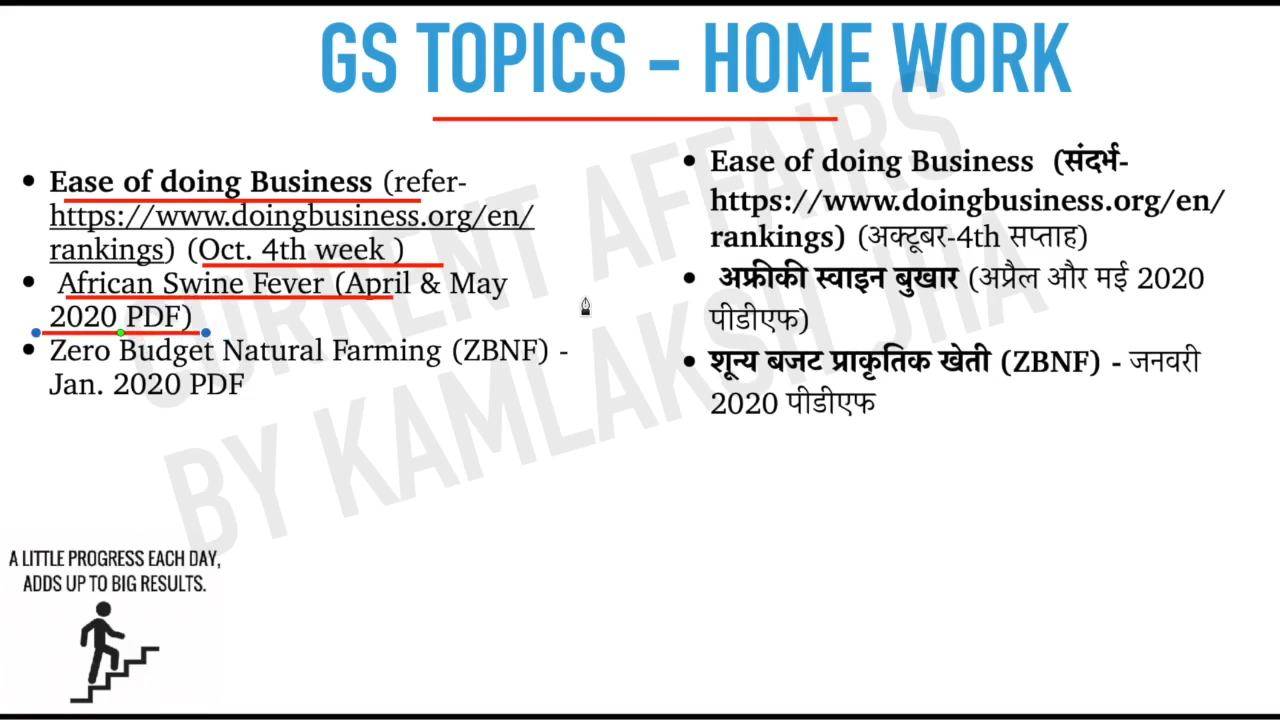 GS TOPICS - HOME WORK
• Ease of doing Business (refer-
https://www.doingbusiness.org/en/
rankings) (Oct. 4th week )
• African Swine Fever (April & May
2020 PDF)
• Zero Budget Natural Farming (ZBNF) -
Jan. 2020 PDF
• Ease of doing Business (संदर्भ-
https://www.doingbusiness.org/en/
rankings) (अक्टूबर-4th सप्ताह)
• अफ्रीकी स्वाइन बुखार (अप्रैल और मई 2020
पीडीएफ)
• शून्य बजट प्राकृतिक खेती (ZBNF) - जनवरी
2020 पीडीएफ
CURRENT AFFAIRS
BY KAMLAKSH JHA
A LITTLE PROGRESS EACH DAY,
ADDS UP TO BIG RESULTS.